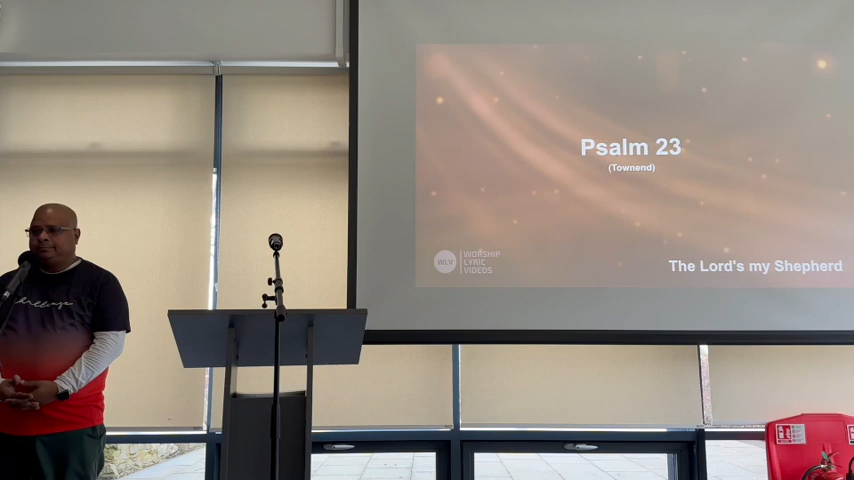 Psalm 23
(Townend)
WLV
WORSHIP
LYRIC
VIDEOS
The Lord's my Shepherd